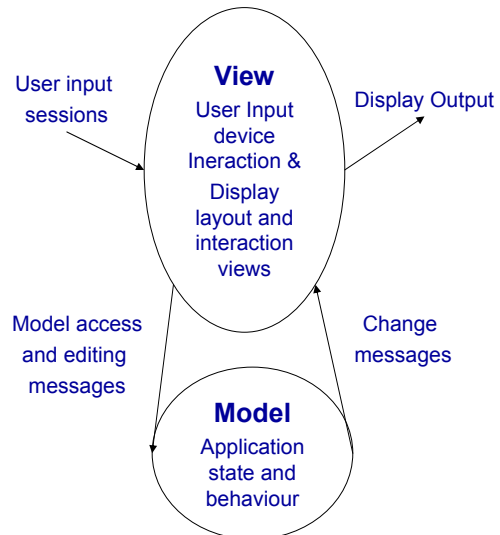 View
User Input
device
Ineraction &
Display
layout and
interaction
views
User input
sessions
Display Output
Model access
and editing
messages
Change
messages
Model
Application
state and
behaviour